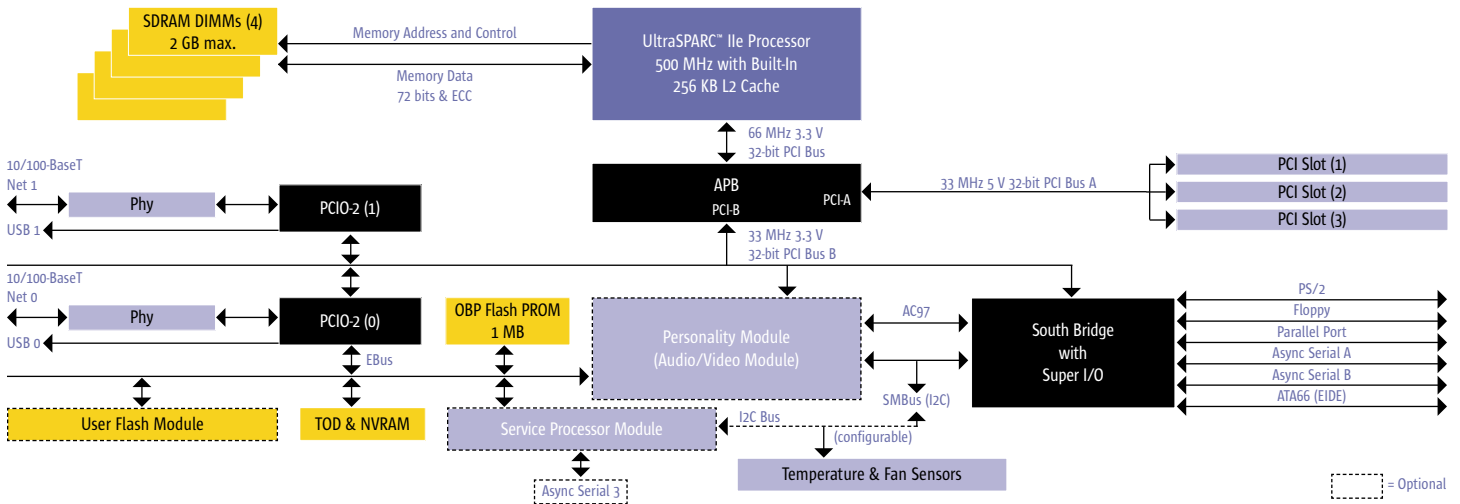 SDRAM DIMMs (4)
2 GB max.
Memory Address and Control
Memory Data
72 bits & ECC
UltraSPARC™ IIe Processor
500 MHz with Built-In
256 KB L2 Cache
66 MHz 3.3 V
32-bit PCI Bus
APB
PCI-B
PCI-A
33 MHz 5 V 32-bit PCI Bus A
PCI Slot (1)
PCI Slot (2)
PCI Slot (3)
10/100-BaseT
Net 1
Phy
PCIO-2 (1)
USB 1
33 MHz 3.3 V
32-bit PCI Bus B
10/100-BaseT
Net 0
Phy
PCIO-2 (0)
USB 0
EBus
OBP Flash PROM
1 MB
Personality Module
(Audio/Video Module)
AC97
SMBus (I2C)
South Bridge
with
Super I/O
PS/2
Floppy
Parallel Port
Async Serial A
Async Serial B
ATA66 (EIDE)
User Flash Module
TOD & NVRAM
Service Processor Module
I2C Bus
(configurable)
Temperature & Fan Sensors
Async Serial 3
= Optional